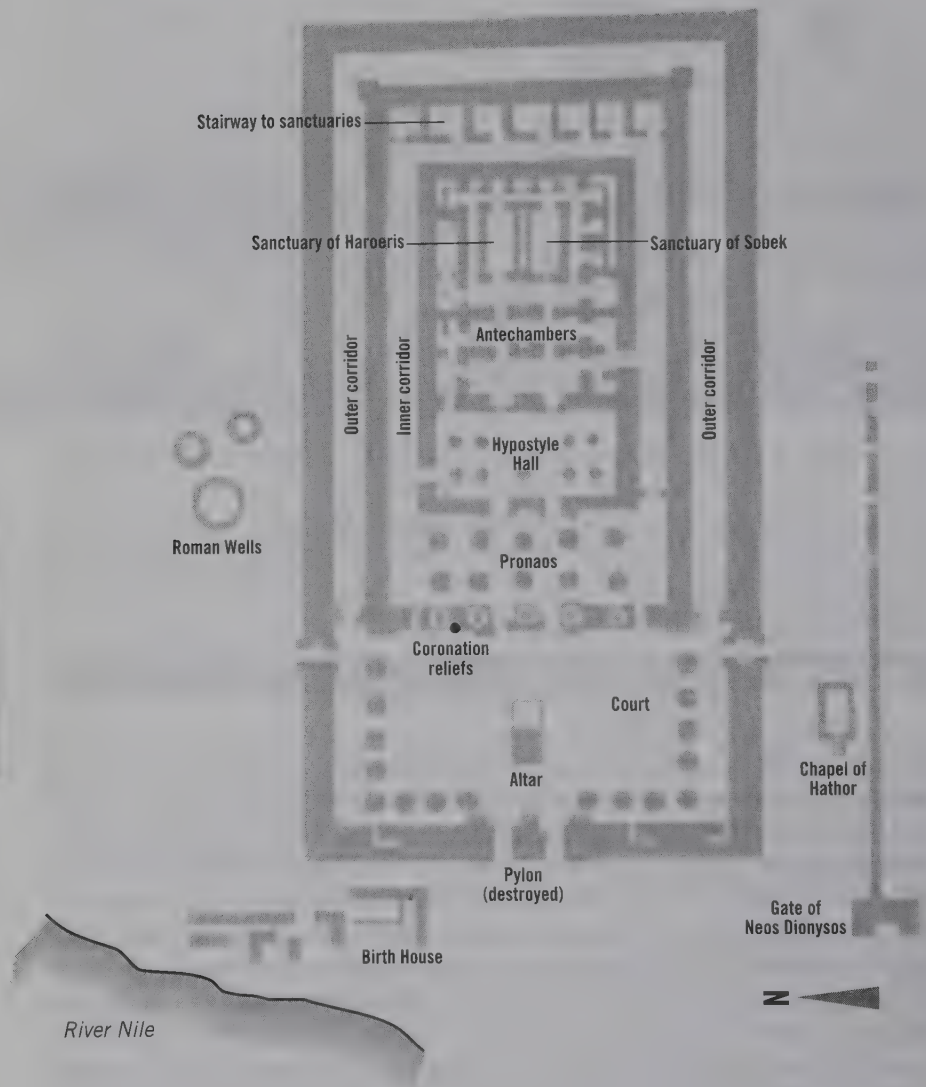 Stairway to sanctuaries
Sanctuary of Haroeris
Sanctuary of Sobek
Antechambers
Outer corridor
Inner corridor
Outer corridor
Hypostyle
Hall
Roman Wells
Pronaos
Coronation
reliefs
Court
Altar
Chapel of
Hathor
Pylon
(destroyed)
Gate of
Neos Dionysos
Birth House
N
River Nile